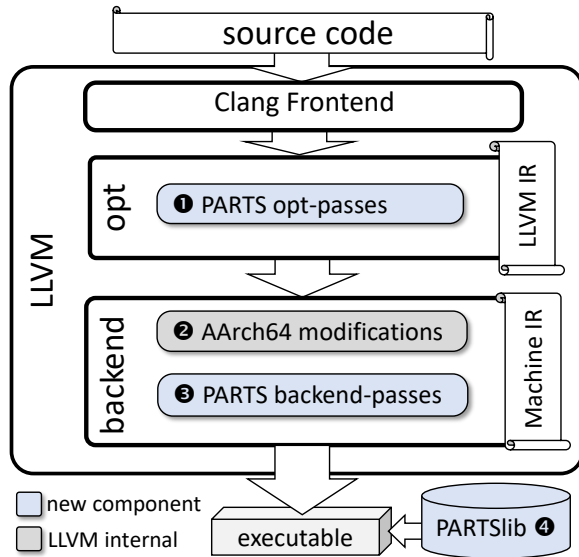 source code
LLVM
Clang Frontend
opt
❶ PARTS opt-passes
LLVM IR
backend
❷ AArch64 modifications
❸ PARTS backend-passes
Machine IR
new component
LLVM internal
executable
PARTSlib ❹